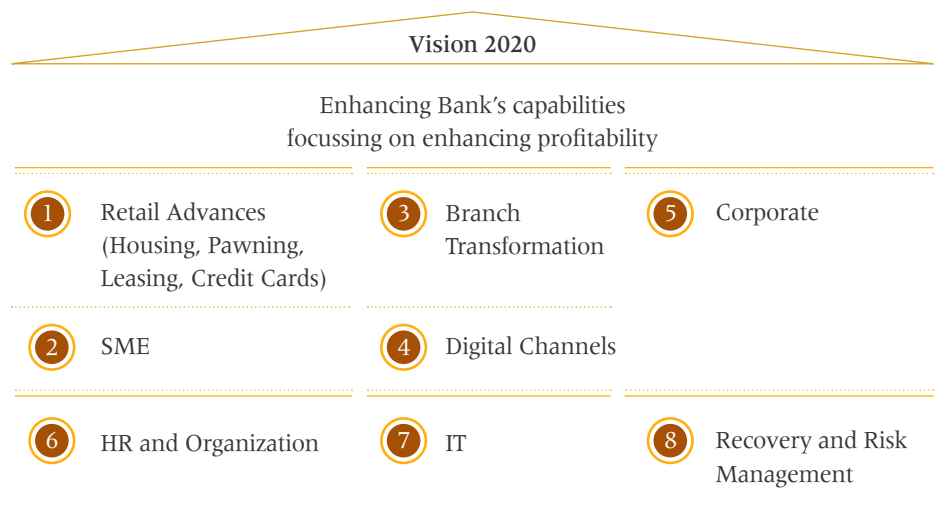 Vision 2020
Enhancing Bank's capabilities
focussing on enhancing profitability
1
Retail Advances
(Housing, Pawning,
Leasing, Credit Cards)
3
Branch
Transformation
5
Corporate
2
SME
4
Digital Channels
6
HR and Organization
7
IT
8
Recovery and Risk
Management